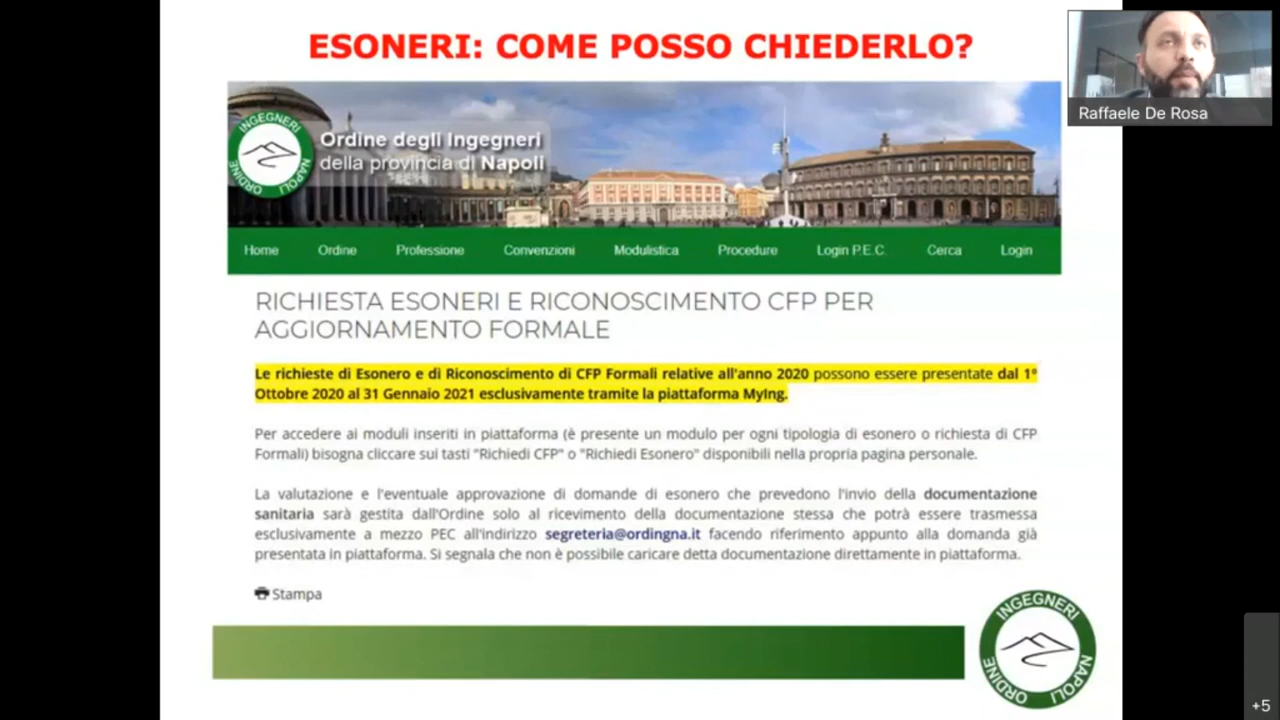 ESONERI: COME POSSO CHIEDERLO?
Raffaele De Rosa
INGEGNERI
ORDINE NAPOLI
Ordine degli Ingegneri
della provincia di Napoli
Home Ordine Professione Convenzioni Modulistica Procedure Login P.E.C. Cerca Login
RICHIESTA ESONERI E RICONOSCIMENTO CFP PER
AGGIORNAMENTO FORMALE
Le richieste di Esonero e di Riconoscimento di CFP Formali relative all'anno 2020 possono essere presentate dal 1°
Ottobre 2020 al 31 Gennaio 2021 esclusivamente tramite la piattaforma MyIng.
Per accedere ai moduli inseriti in piattaforma (è presente un modulo per ogni tipologia di esonero o richiesta di CFP
Formali) bisogna cliccare sui tasti "Richiedi CFP" o "Richiedi Esonero" disponibili nella propria pagina personale.
La valutazione e l'eventuale approvazione di domande di esonero che prevedono l'invio della documentazione
sanitaria sarà gestita dall'Ordine solo al ricevimento della documentazione stessa che potrà essere trasmessa
esclusivamente a mezzo PEC all'indirizzo segreteria@ordingna.it facendo riferimento appunto alla domanda già
presentata in piattaforma. Si segnala che non è possibile caricare detta documentazione direttamente in piattaforma.
Stampa
INGEGNERI
ORDINE NAPOLI
+5